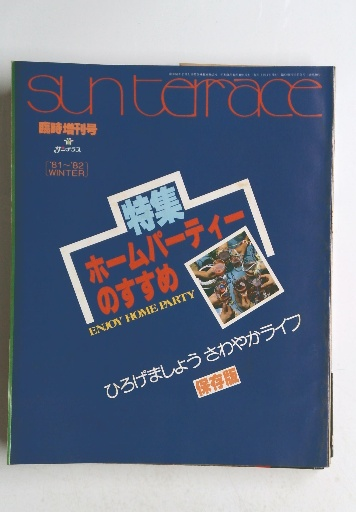 sun terrace
臨時増刊号
サンテラス
'81～'82
WINTER
特集
ホームパーティー
のすすめ
ENJOY HOME PARTY
ひろげましょう さわやかライフ
保存版